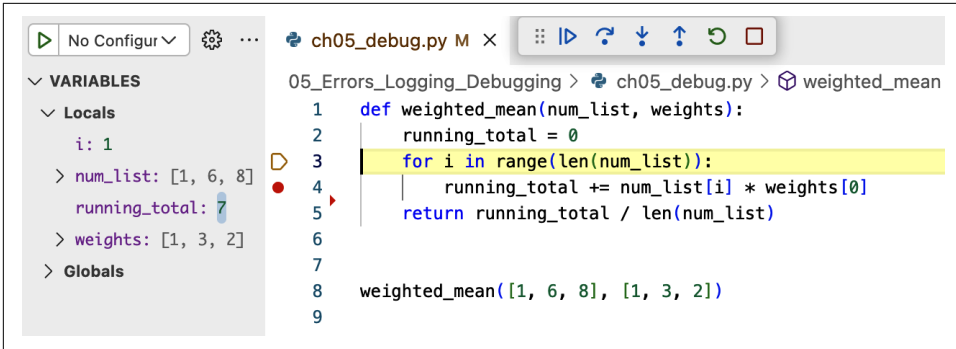 No Configur
ch05_debug.py M
VARIABLES
Locals
i: 1
num_list: [1, 6, 8]
running_total: 7
weights: [1, 3, 2]
Globals
05_Errors_Logging_Debugging > ch05_debug.py > weighted_mean
1 def weighted_mean(num_list, weights):
2 running_total = 0
3 for i in range(len(num_list)):
4 running_total += num_list[i] * weights[0]
5 return running_total / len(num_list)
6
7
8 weighted_mean([1, 6, 8], [1, 3, 2])
9